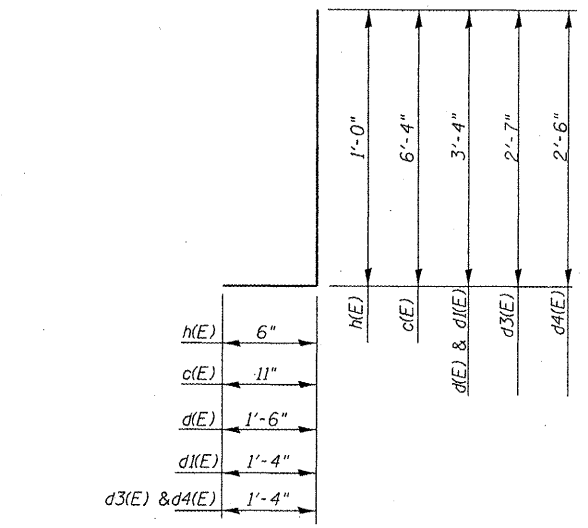 1'-0"
6'-4"
3'-4"
2'-7"
2'-6"
h(E)
c(E)
d(E) & d1(E)
d3(E)
d4(E)
h(E) 6"
c(E) 11"
d(E) 1'-6"
d1(E) 1'-4"
d3(E) &d4(E) 1'-4"